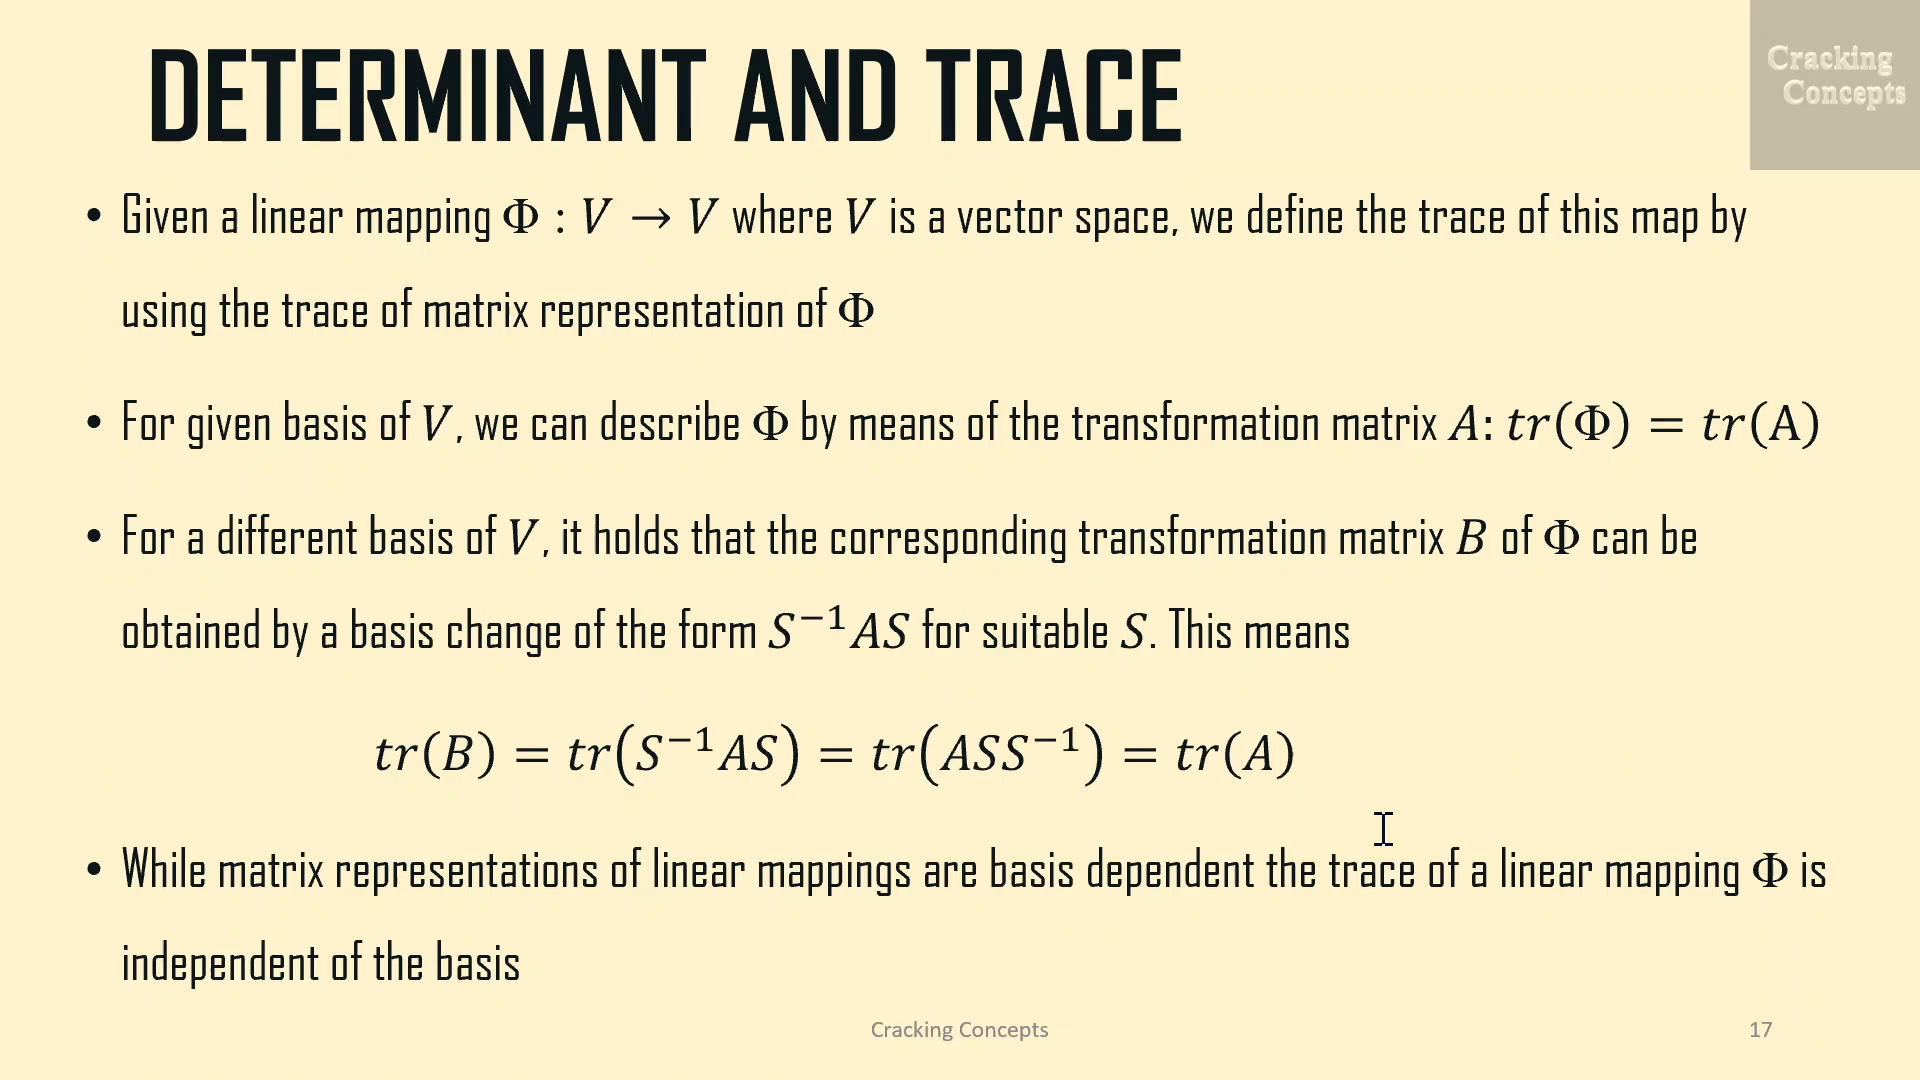 DETERMINANT AND TRACE
Cracking
Concepts
• Given a linear mapping Φ : V → V where V is a vector space, we define the trace of this map by
using the trace of matrix representation of Φ
• For given basis of V, we can describe Φ by means of the transformation matrix A: tr(Φ) = tr(A)
• For a different basis of V, it holds that the corresponding transformation matrix B of Φ can be
obtained by a basis change of the form S⁻¹AS for suitable S. This means
tr(B) = tr(S⁻¹AS) = tr(ASS⁻¹) = tr(A)
• While matrix representations of linear mappings are basis dependent the trace of a linear mapping Φ is
independent of the basis
Cracking Concepts
17